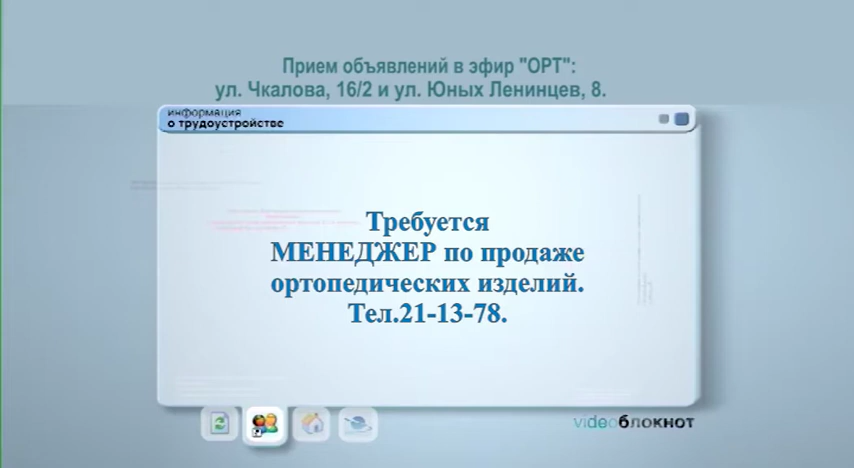 Прием объявлений в эфир "ОРТ":
ул. Чкалова, 16/2 и ул. Юных Ленинцев, 8.
информация
о трудоустройстве
Требуется
МЕНЕДЖЕР по продаже
ортопедических изделий.
Тел.21-13-78.
videoблокнот